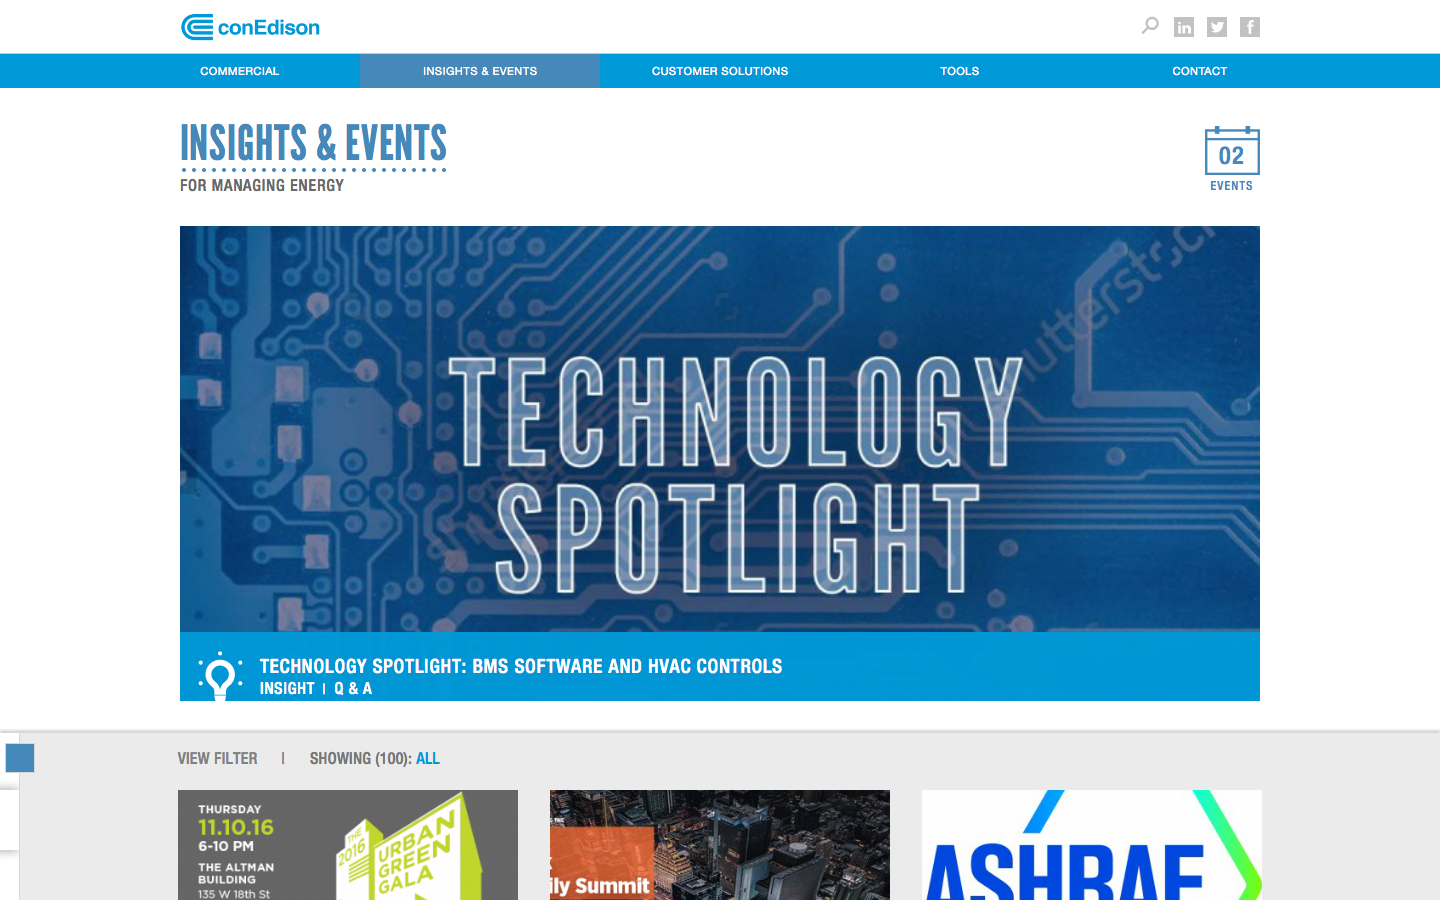 conEdison
in
f
COMMERCIAL
INSIGHTS & EVENTS
CUSTOMER SOLUTIONS
TOOLS
CONTACT
INSIGHTS & EVENTS
FOR MANAGING ENERGY
02
EVENTS
TECHNOLOGY
SPOTLIGHT
TECHNOLOGY SPOTLIGHT: BMS SOFTWARE AND HVAC CONTROLS
INSIGHT | Q & A
VIEW FILTER | SHOWING (100): ALL
THURSDAY
11.10.16
6-10 PM
THE ALTMAN
BUILDING
135 W 18th St
THE
2016
URBAN
GREEN
GALA
ily Summit
ASHRAE